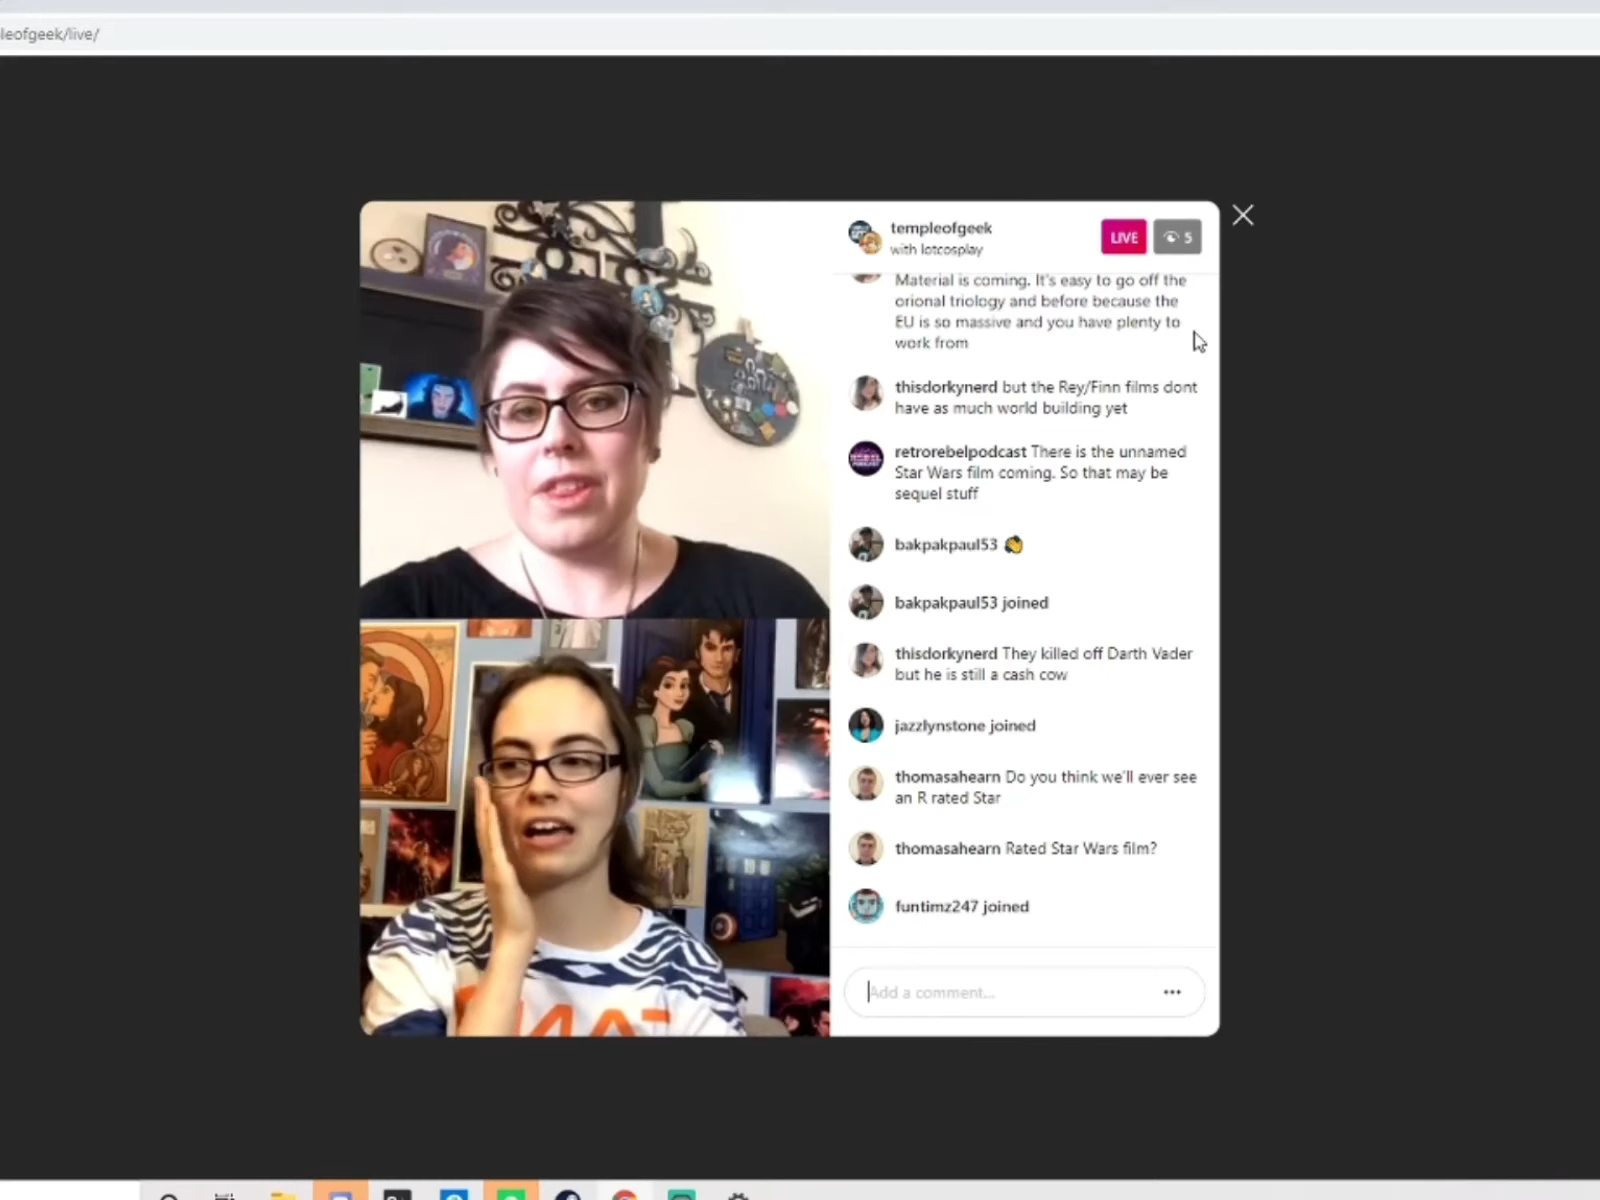 leofgeek/live/
templeofgeek
with lotcosplay
LIVE
5
Material is coming. It's easy to go off the
orional triology and before because the
EU is so massive and you have plenty to
work from
thisdorkynerd but the Rey/Finn films dont
have as much world building yet
retrorebelpodcast There is the unnamed
Star Wars film coming. So that may be
sequel stuff
bakpakpaul53 👏
bakpakpaul53 joined
thisdorkynerd They killed off Darth Vader
but he is still a cash cow
jazzlynstone joined
thomasahearn Do you think we'll ever see
an R rated Star
thomasahearn Rated Star Wars film?
funtimz247 joined
Add a comment...